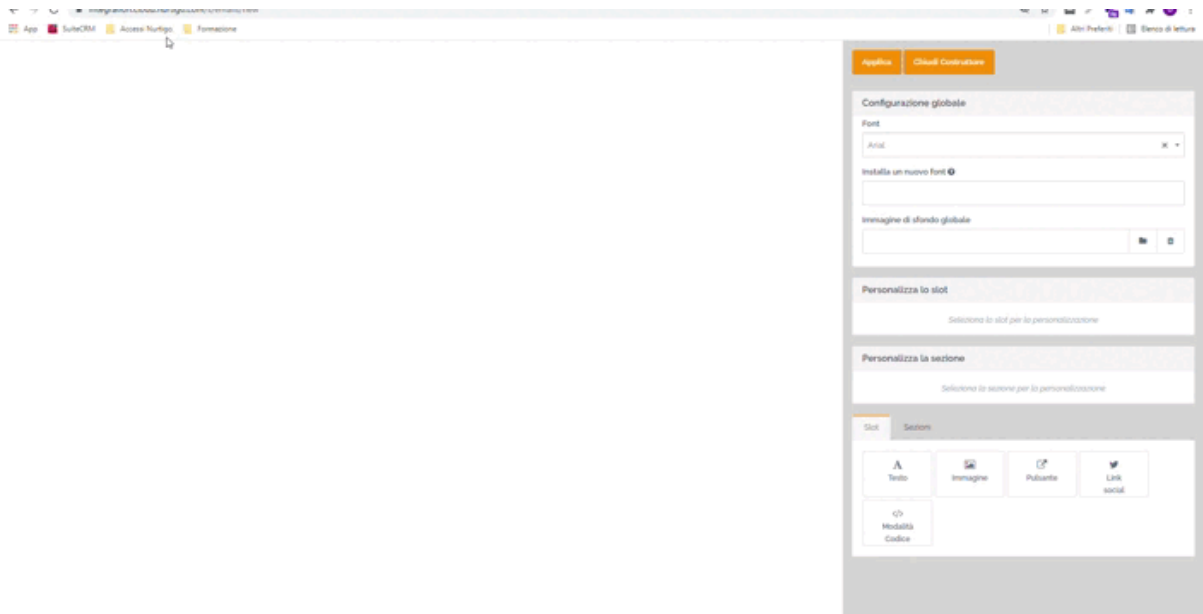 App SuiteCRM Accesso Nurtigo Formazione Altri Preferiti Elenco di lettura
Applica Chiudi Costruttore
Configurazione globale
Font
Arial
Installa un nuovo font
Immagine di sfondo globale
Personalizza lo slot
Seleziona lo slot per la personalizzazione
Personalizza la sezione
Seleziona la sezione per la personalizzazione
Slot Sezioni
A
Testo Immagine Pulsante Link
social
</>
Modalità
Codice